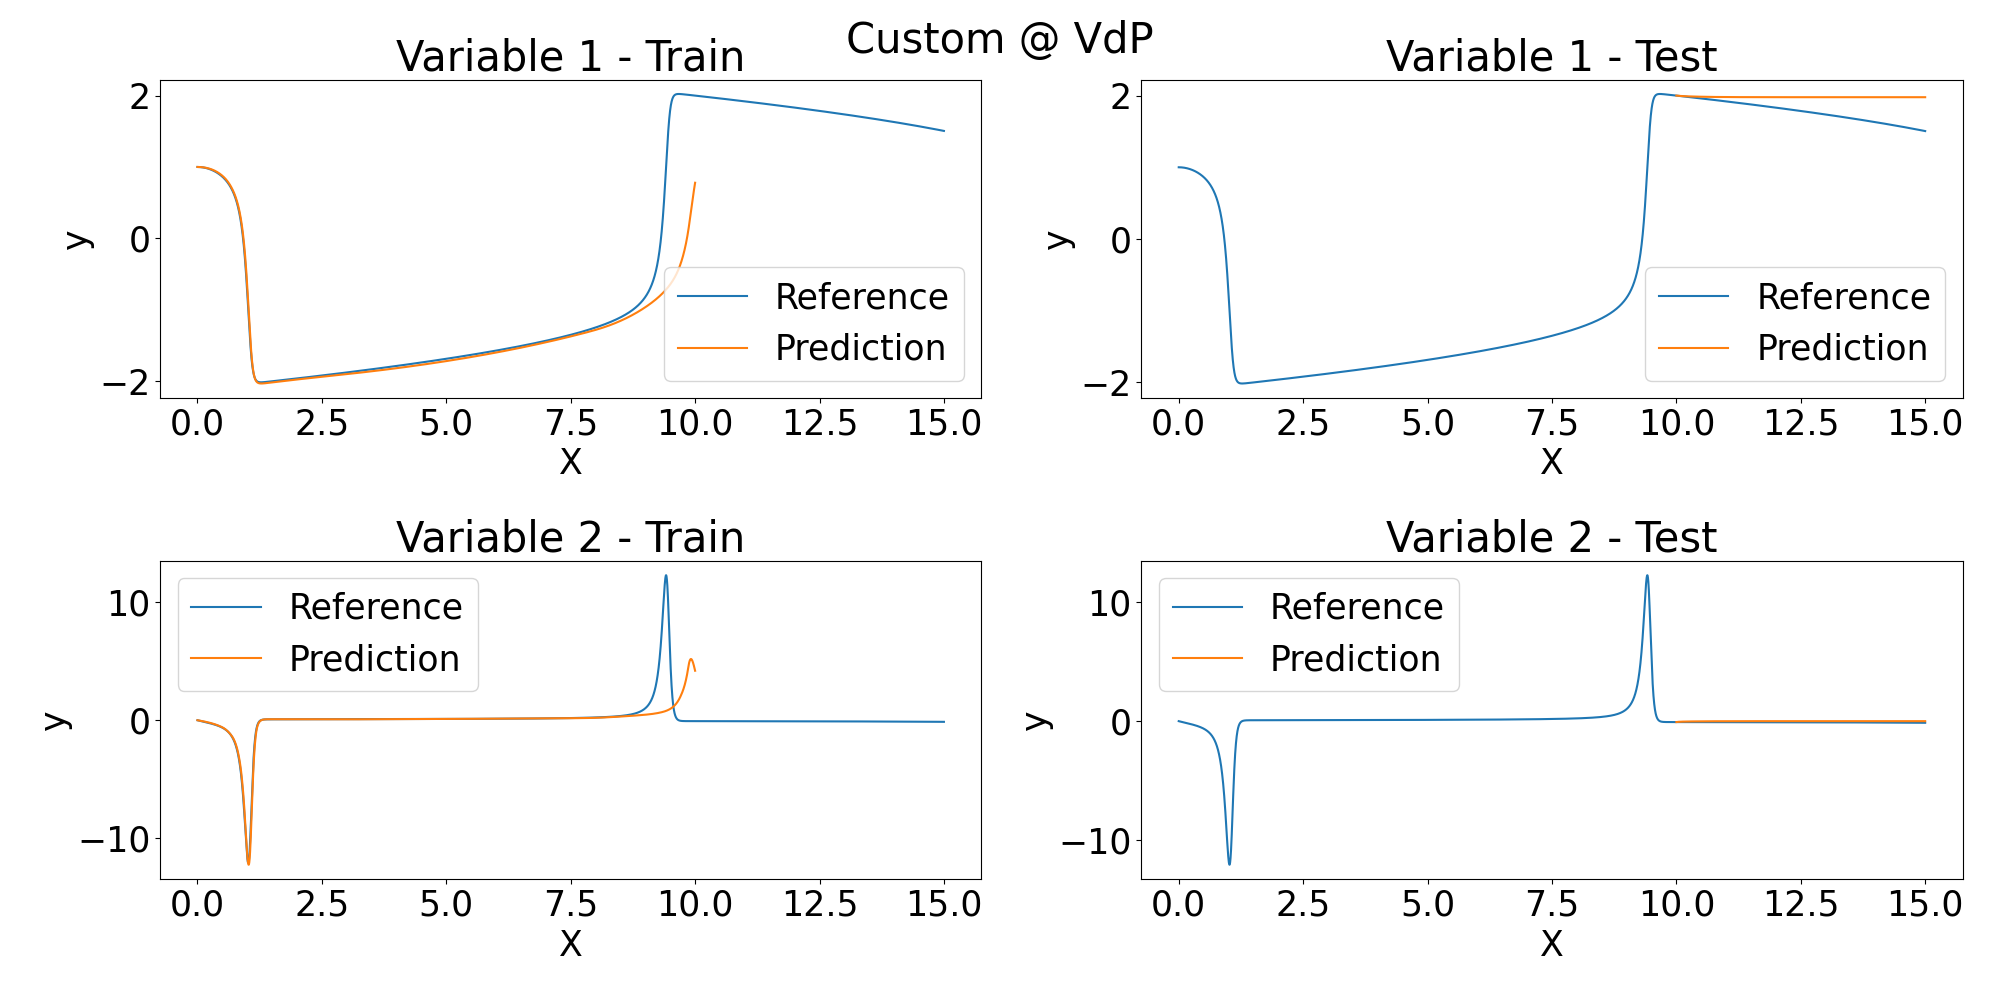 Custom @ VdP
Variable 1 - Train
2
0
−2
y
0.0 2.5 5.0 7.5 10.0 12.5 15.0
X
Reference
Prediction
Variable 1 - Test
2
0
−2
y
0.0 2.5 5.0 7.5 10.0 12.5 15.0
X
Reference
Prediction
Variable 2 - Train
10
0
−10
y
0.0 2.5 5.0 7.5 10.0 12.5 15.0
X
Reference
Prediction
Variable 2 - Test
10
0
−10
y
0.0 2.5 5.0 7.5 10.0 12.5 15.0
X
Reference
Prediction